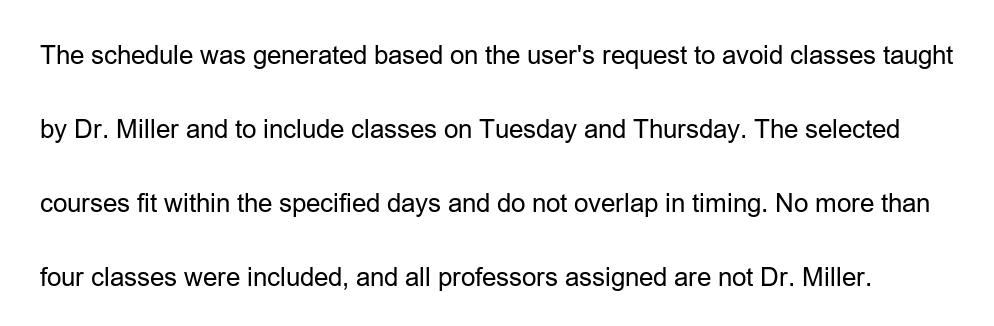 The schedule was generated based on the user's request to avoid classes taught
by Dr. Miller and to include classes on Tuesday and Thursday. The selected
courses fit within the specified days and do not overlap in timing. No more than
four classes were included, and all professors assigned are not Dr. Miller.